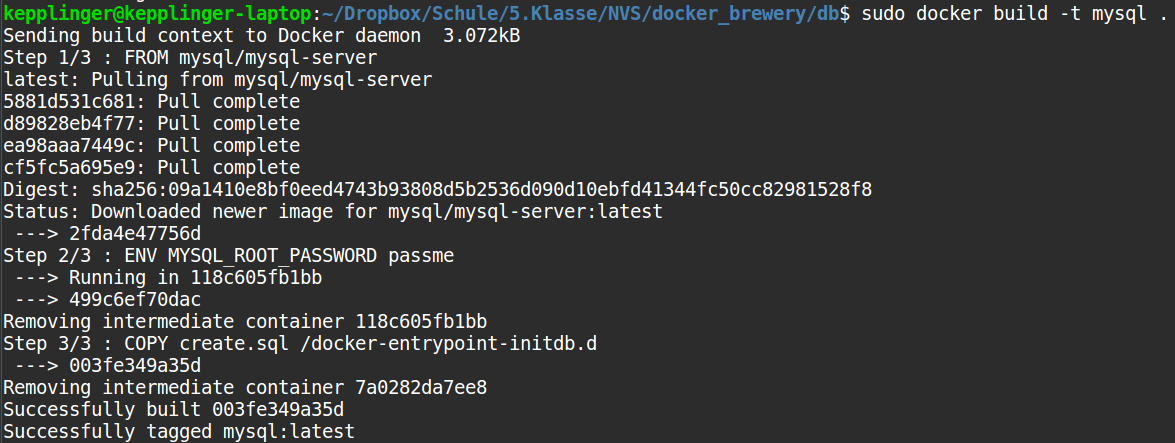 kepplinger@kepplinger-laptop:~/Dropbox/Schule/5.Klasse/NVS/docker_brewery/db$ sudo docker build -t mysql .
Sending build context to Docker daemon  3.072kB
Step 1/3 : FROM mysql/mysql-server
latest: Pulling from mysql/mysql-server
5881d531c681: Pull complete
d89828eb4f77: Pull complete
ea98aaa7449c: Pull complete
cf5fc5a695e9: Pull complete
Digest: sha256:09a1410e8bf0eed4743b93808d5b2536d090d10ebfd41344fc50cc82981528f8
Status: Downloaded newer image for mysql/mysql-server:latest
 ---> 2fda4e47756d
Step 2/3 : ENV MYSQL_ROOT_PASSWORD passme
 ---> Running in 118c605fb1bb
 ---> 499c6ef70dac
Removing intermediate container 118c605fb1bb
Step 3/3 : COPY create.sql /docker-entrypoint-initdb.d
 ---> 003fe349a35d
Removing intermediate container 7a0282da7ee8
Successfully built 003fe349a35d
Successfully tagged mysql:latest